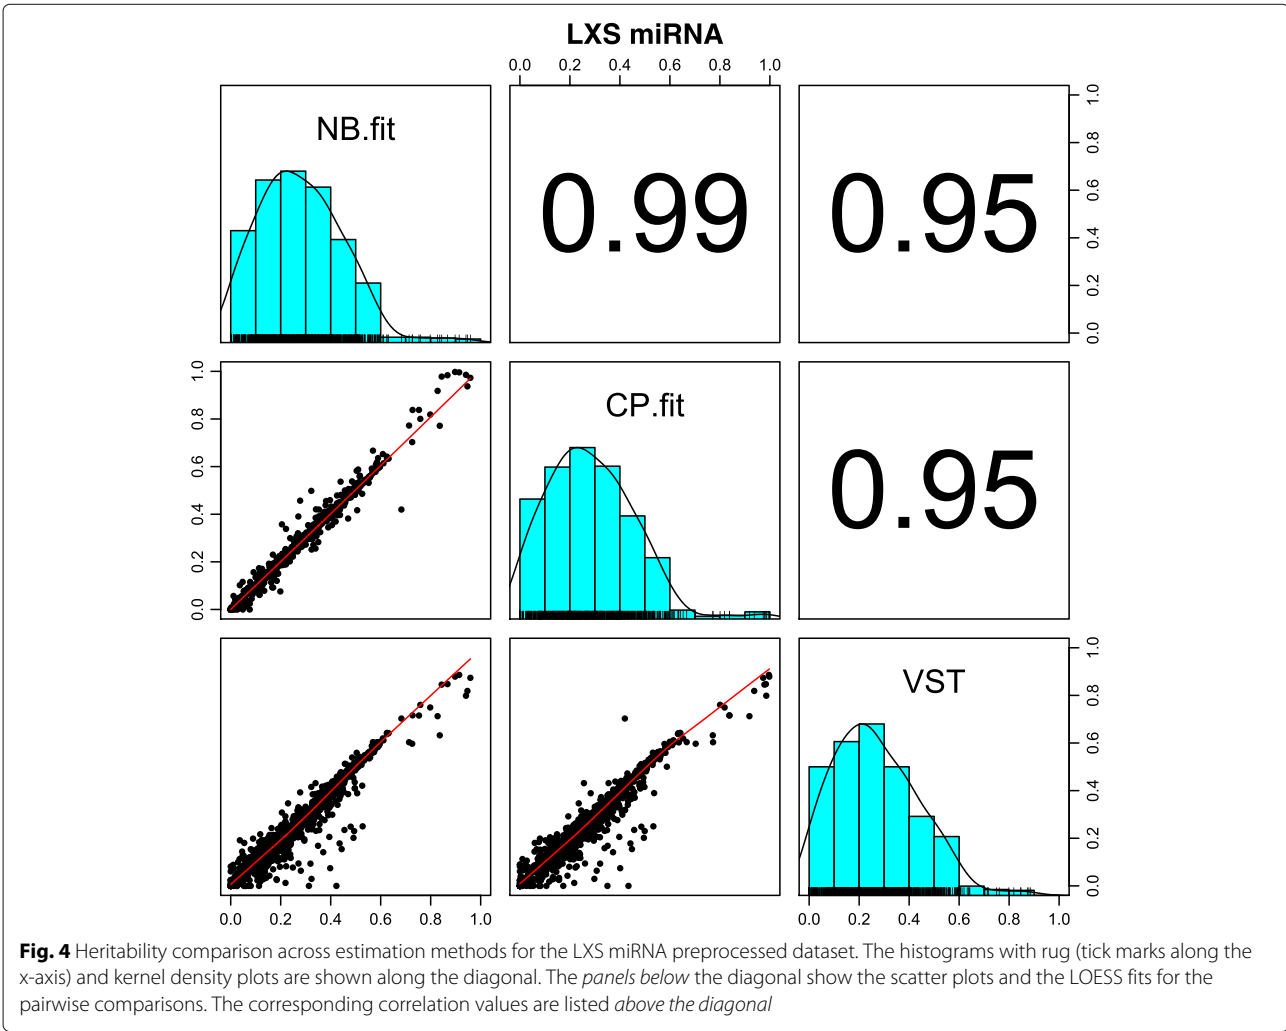 LXS miRNA
0.0 0.2 0.4 0.6 0.8 1.0
NB.fit
0.99
0.95
0.0 0.2 0.4 0.6 0.8 1.0
0.0 0.2 0.4 0.6 0.8 1.0
CP.fit
0.95
VST
0.0 0.2 0.4 0.6 0.8 1.0
0.0 0.2 0.4 0.6 0.8 1.0
0.0 0.2 0.4 0.6 0.8 1.0
Fig. 4 Heritability comparison across estimation methods for the LXS miRNA preprocessed dataset. The histograms with rug (tick marks along the
x-axis) and kernel density plots are shown along the diagonal. The panels below the diagonal show the scatter plots and the LOESS fits for the
pairwise comparisons. The corresponding correlation values are listed above the diagonal